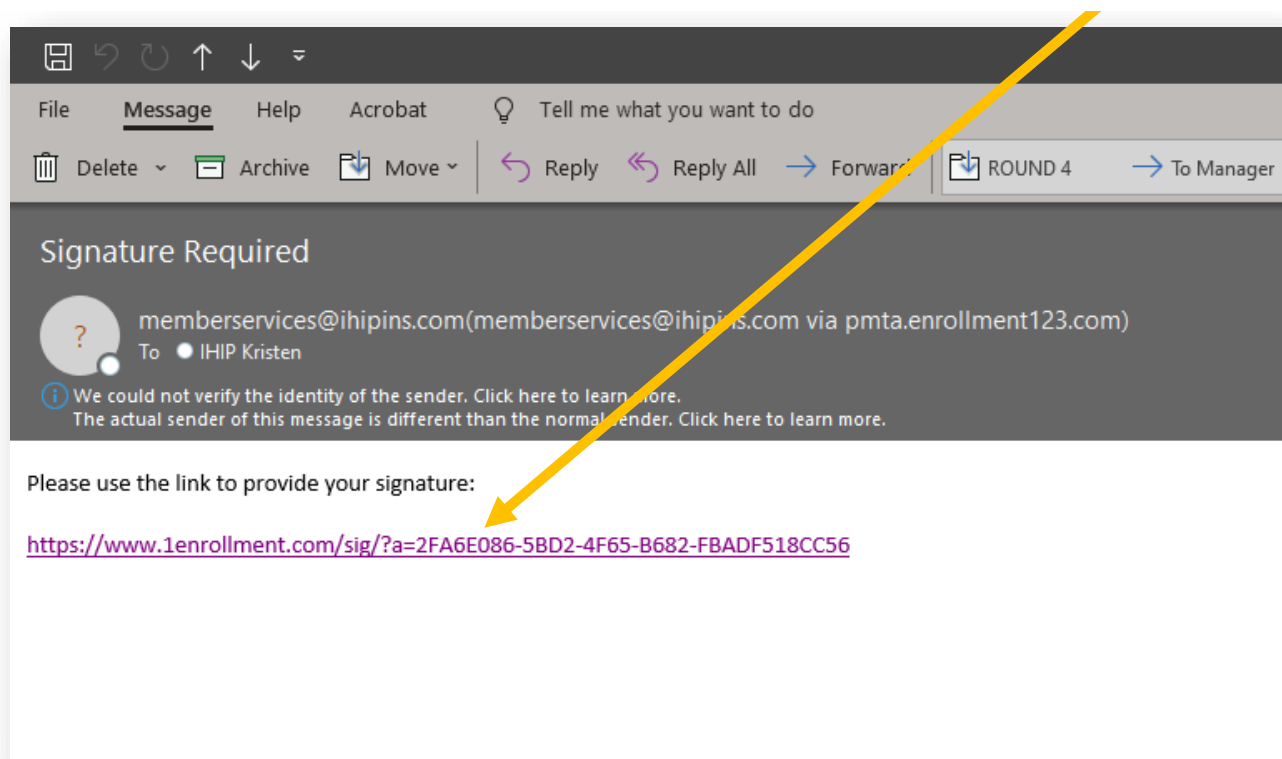 File Message Help Acrobat Tell me what you want to do
Delete Archive Move Reply Reply All Forward ROUND 4 To Manager
Signature Required
? memberservices@ihipins.com(memberservices@ihipins.com via pmta.enrollment123.com)
To IHIP Kristen
We could not verify the identity of the sender. Click here to learn more.
The actual sender of this message is different than the normal sender. Click here to learn more.
Please use the link to provide your signature:
https://www.1enrollment.com/sig/?a=2FA6E086-5BD2-4F65-B682-FBADF518CC56